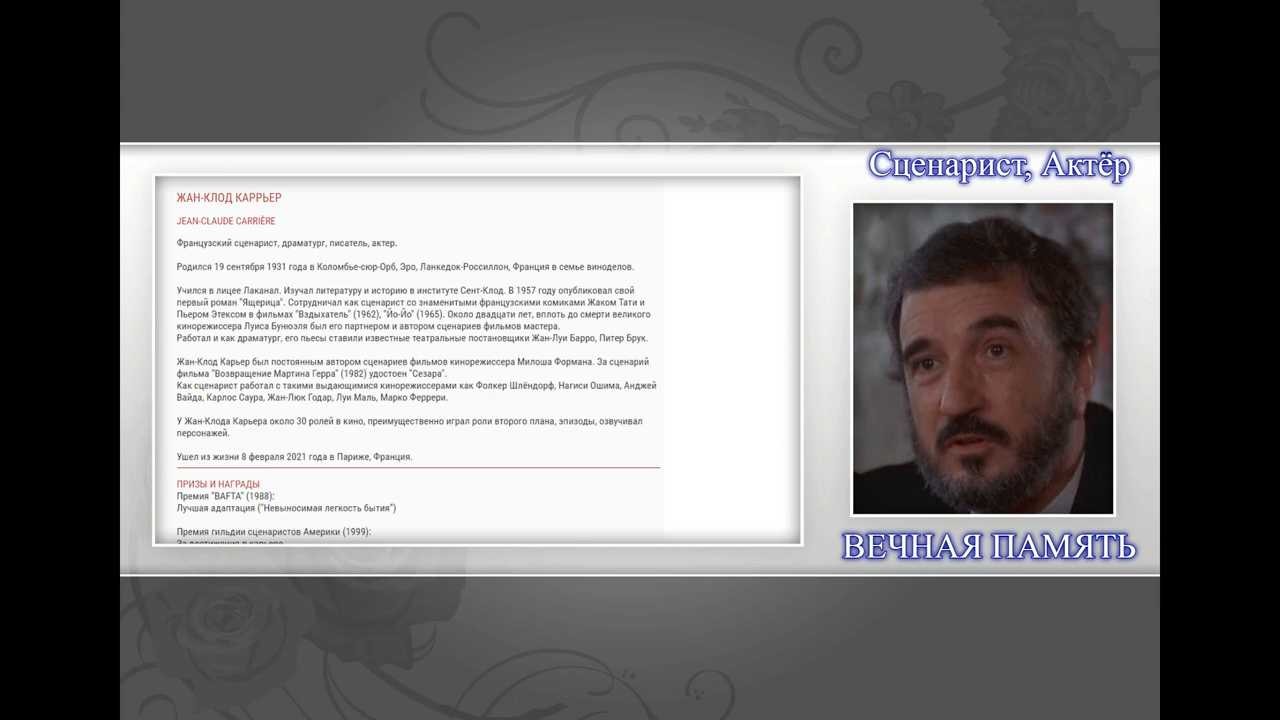 Сценарист, Актёр
ЖАН-КЛОД КАРРЬЕР
JEAN-CLAUDE CARRIÈRE
Французский сценарист, драматург, писатель, актер.
Родился 19 сентября 1931 года в Коломбье-сюр-Орб, Эро, Ланкедок-Россиллон, Франция в семье виноделов.
Учился в лицее Лаканал. Изучал литературу и историю в институте Сент-Клод. В 1957 году опубликовал свой
первый роман "Ящерица". Сотрудничал как сценарист со знаменитыми французскими комиками Жаком Тати и
Пьером Этексом в фильмах "Вздыхатель" (1962), "Йо-Йо" (1965). Около двадцати лет, вплоть до смерти великого
кинорежиссера Луиса Бунюэля был его партнером и автором сценариев фильмов мастера.
Работал и как драматург, его пьесы ставили известные театральные постановщики Жан-Луи Барро, Питер Брук.
Жан-Клод Карьер был постоянным автором сценариев фильмов кинорежиссера Милоша Формана. За сценарий
фильма "Возвращение Мартина Герра" (1982) удостоен "Сезара".
Как сценарист работал с такими выдающимися кинорежиссерами как Фолкер Шлёндорф, Нагиси Ошима, Анджей
Вайда, Карлос Саура, Жан-Люк Годар, Луи Маль, Марко Феррери.
У Жан-Клода Карьера около 30 ролей в кино, преимущественно играл роли второго плана, эпизоды, озвучивал
персонажей.
Ушел из жизни 8 февраля 2021 года в Париже, Франция.
ПРИЗЫ И НАГРАДЫ
Премия "BAFTA" (1988):
Лучшая адаптация ("Невыносимая легкость бытия")
Премия гильдии сценаристов Америки (1999):
За достижения в карьере
ВЕЧНАЯ ПАМЯТЬ